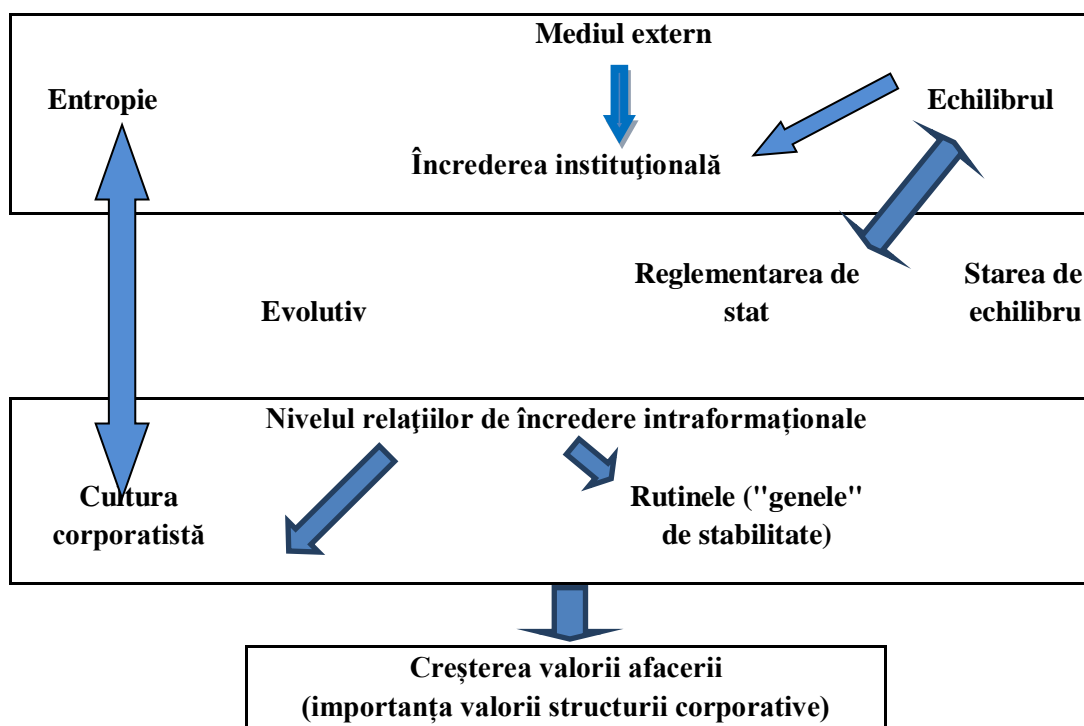 Mediul extern
Entropie
Echilibrul
Încrederea instituţională
Reglementarea de
stat
Starea de
echilibru
Evolutiv
Nivelul relaţiilor de încredere intraformaționale
Cultura
corporatistă
Rutinele ("genele"
de stabilitate)
Creșterea valorii afacerii
(importanța valorii structurii corporative)